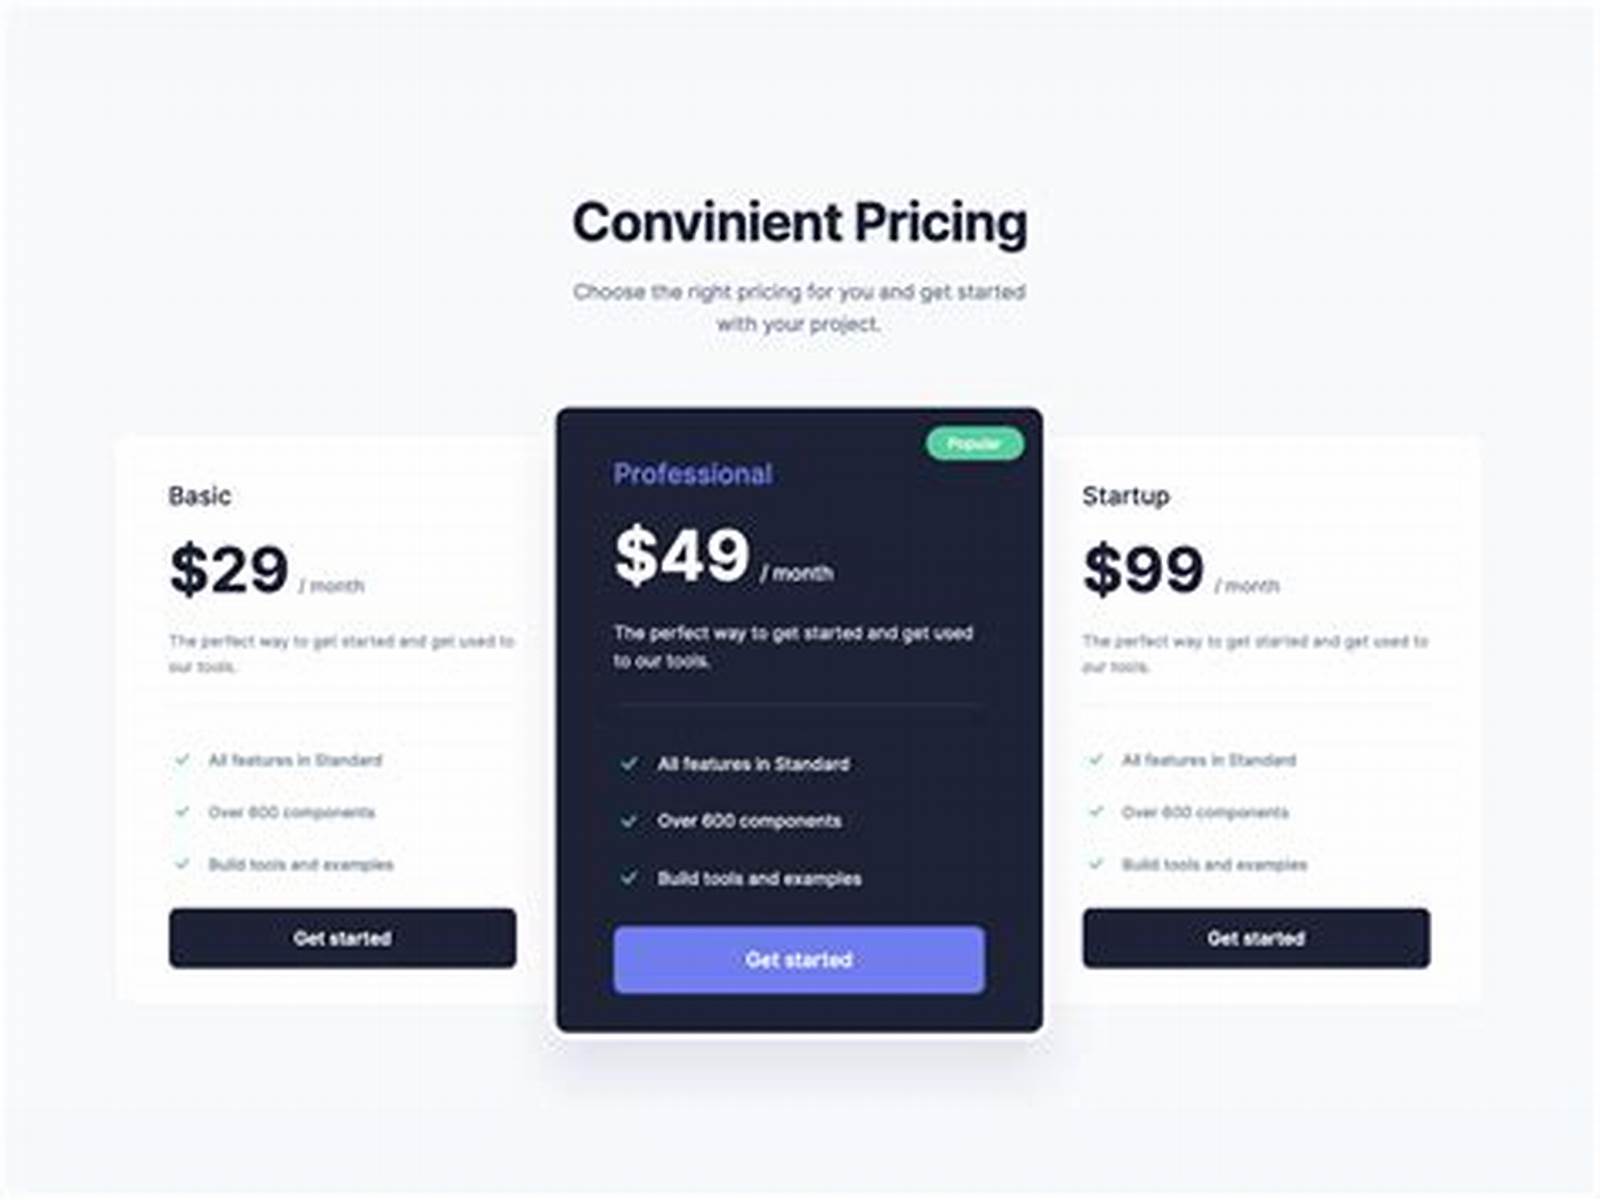 Convinient Pricing
Choose the right pricing for you and get started
with your project.
Basic
$29 / month
The perfect way to get started and get used to
our tools.
All features in Standard
Over 600 components
Build tools and examples
Get started
Popular
Professional
$49 / month
The perfect way to get started and get used
to our tools.
All features in Standard
Over 600 components
Build tools and examples
Get started
Startup
$99 / month
The perfect way to get started and get used to
our tools.
All features in Standard
Over 600 components
Build tools and examples
Get started